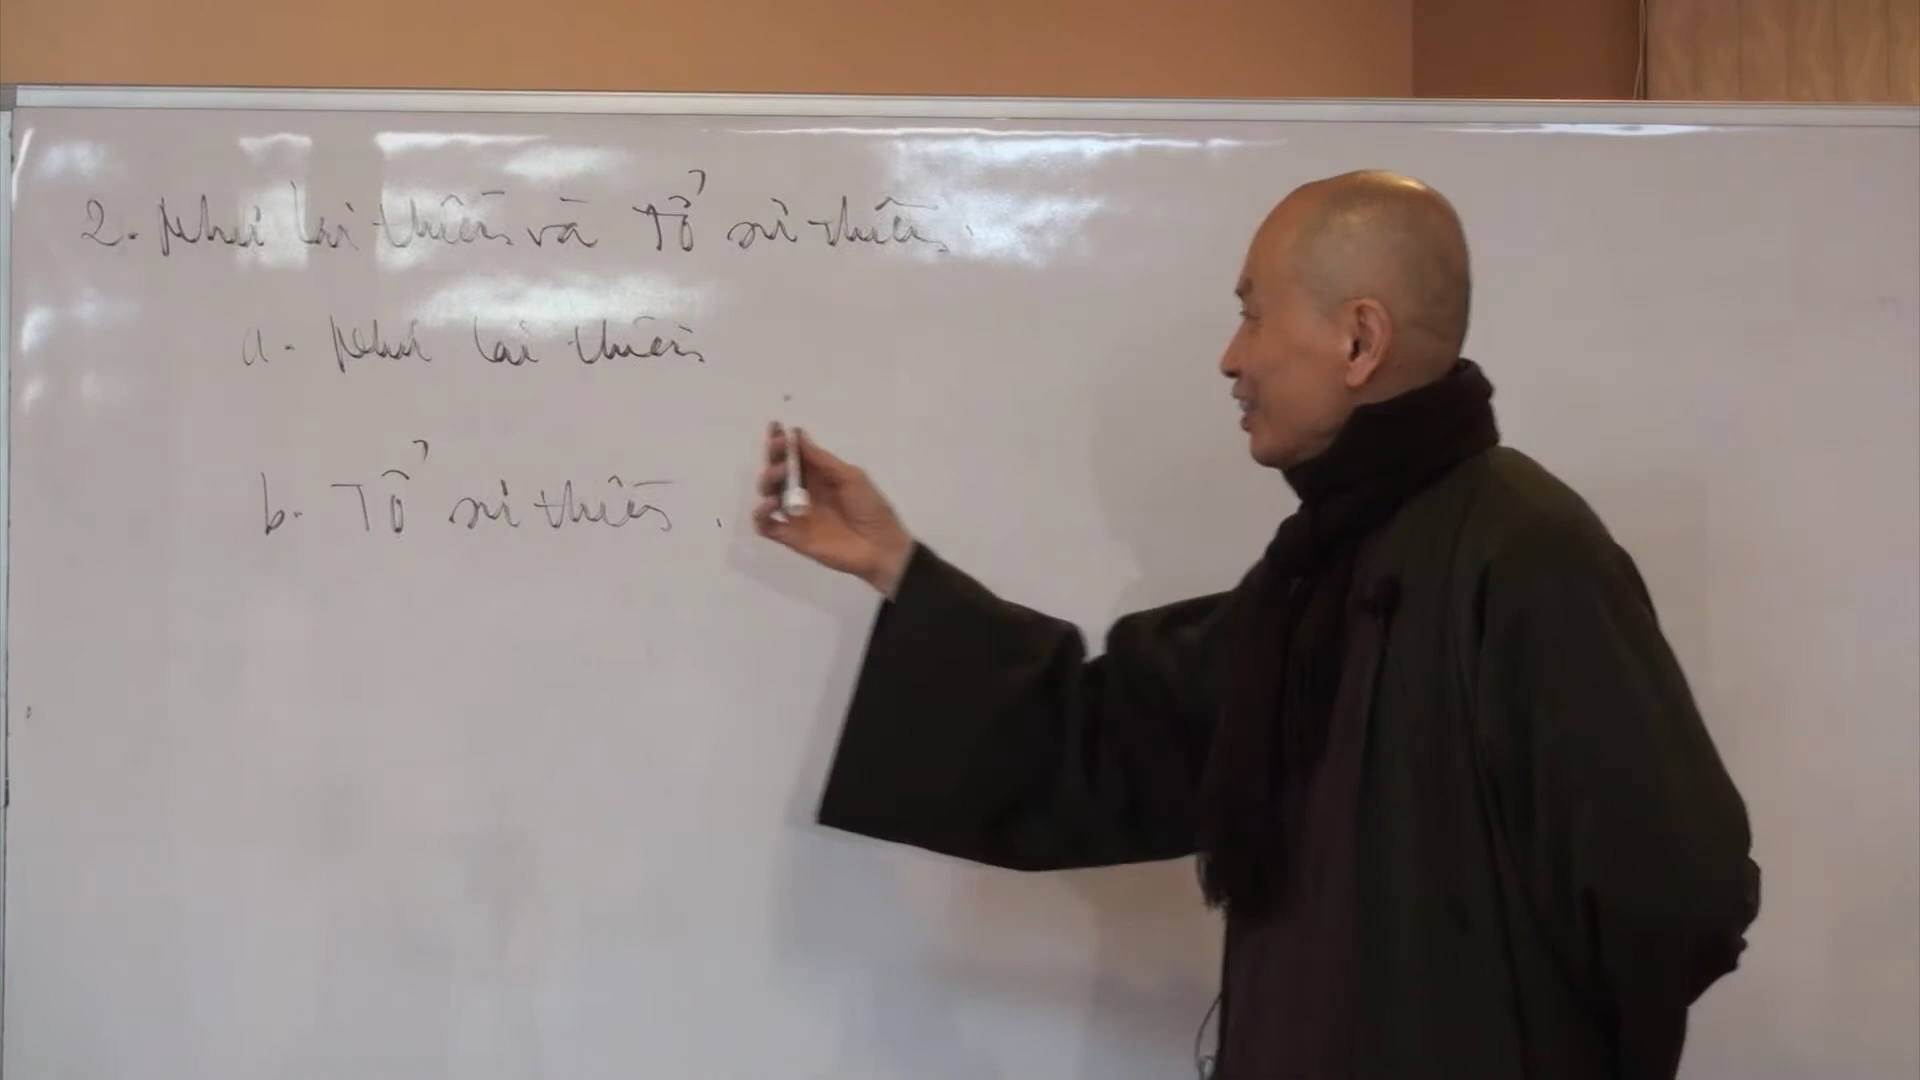 2. Như lai thiền và Tổ sư thiền.
a. Như lai thiền
b. Tổ sư thiền.